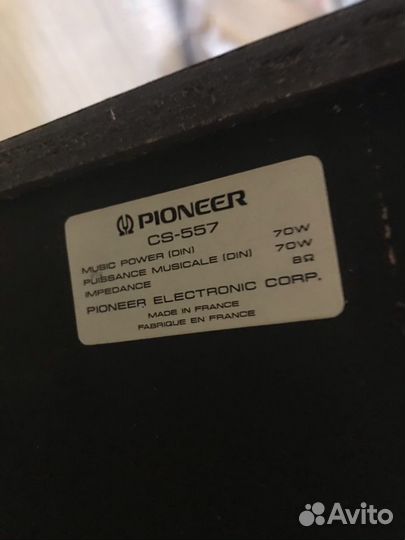 PIONEER
CS-557
MUSIC POWER (DIN) 70W
PUISSANCE MUSICALE (DIN) 70W
IMPEDANCE 8Ω
PIONEER ELECTRONIC CORP.
MADE IN FRANCE
FABRIQUE EN FRANCE
Avito